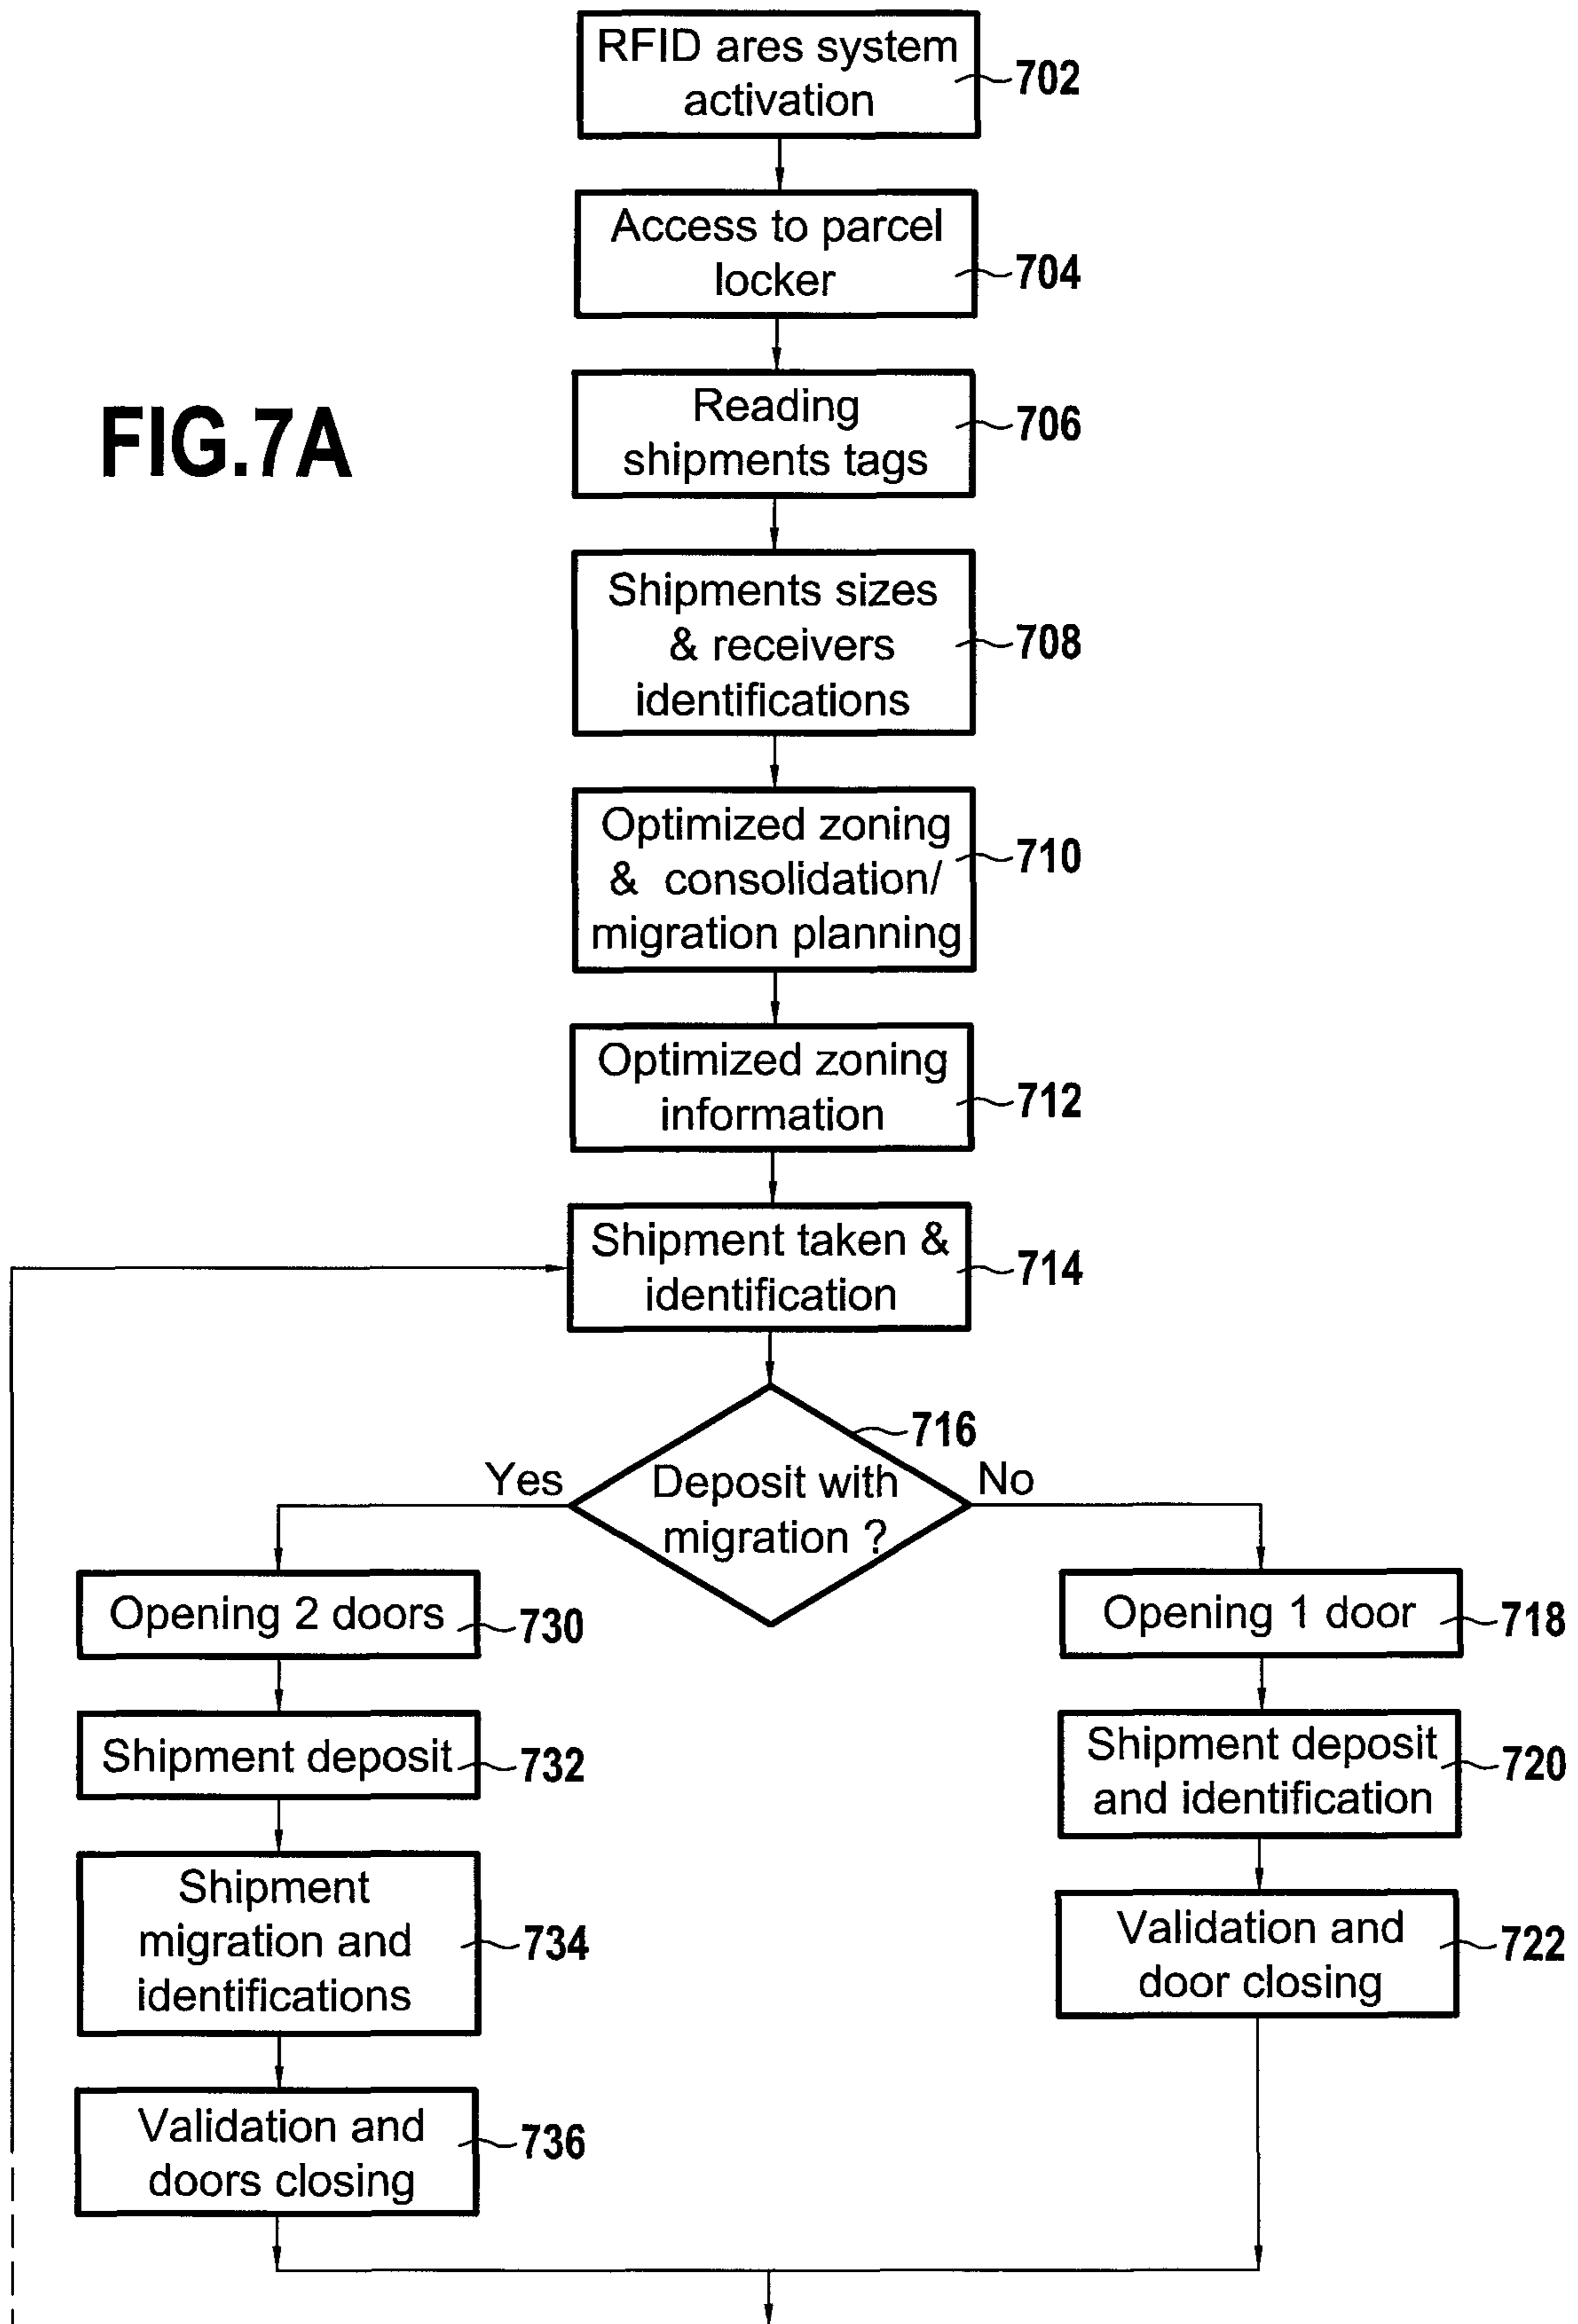 RFID ares system
activation
702
Access to parcel
locker
704
FIG.7A
Reading
shipments tags
706
Shipments sizes
& receivers
identifications
708
Optimized zoning
& consolidation/
migration planning
710
Optimized zoning
information
712
Shipment taken &
identification
714
716
Deposit with
migration ?
Yes
No
Opening 2 doors
730
Shipment deposit
732
Shipment
migration and
identifications
734
Validation and
doors closing
736
Opening 1 door
718
Shipment deposit
and identification
720
Validation and
door closing
722